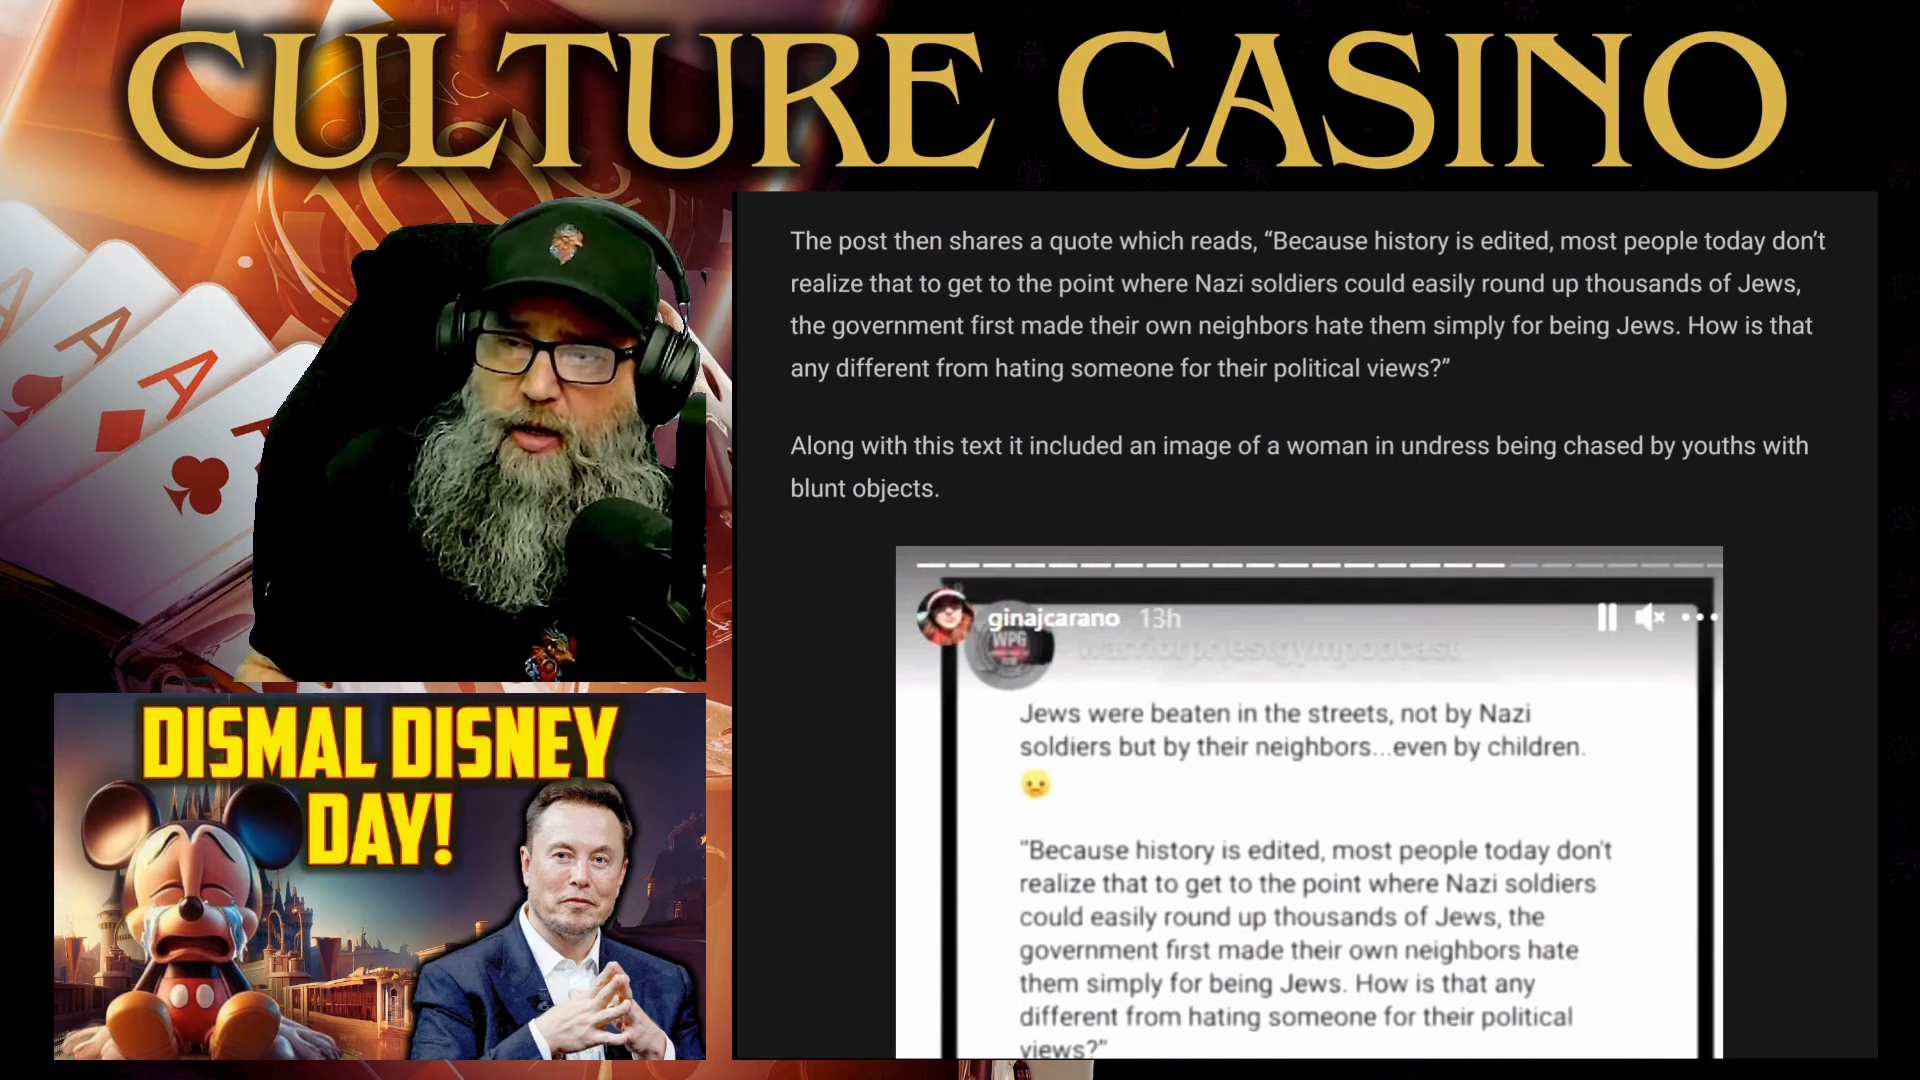 CULTURE CASINO
The post then shares a quote which reads, “Because history is edited, most people today don’t
realize that to get to the point where Nazi soldiers could easily round up thousands of Jews,
the government first made their own neighbors hate them simply for being Jews. How is that
any different from hating someone for their political views?”
Along with this text it included an image of a woman in undress being chased by youths with
blunt objects.
ginajcarano 13h
WPG
warriorpriestgympodcast
Jews were beaten in the streets, not by Nazi
soldiers but by their neighbors...even by children.
"Because history is edited, most people today don't
realize that to get to the point where Nazi soldiers
could easily round up thousands of Jews, the
government first made their own neighbors hate
them simply for being Jews. How is that any
different from hating someone for their political
views?"
DISMAL DISNEY
DAY!
A
A
A
CASINO
100